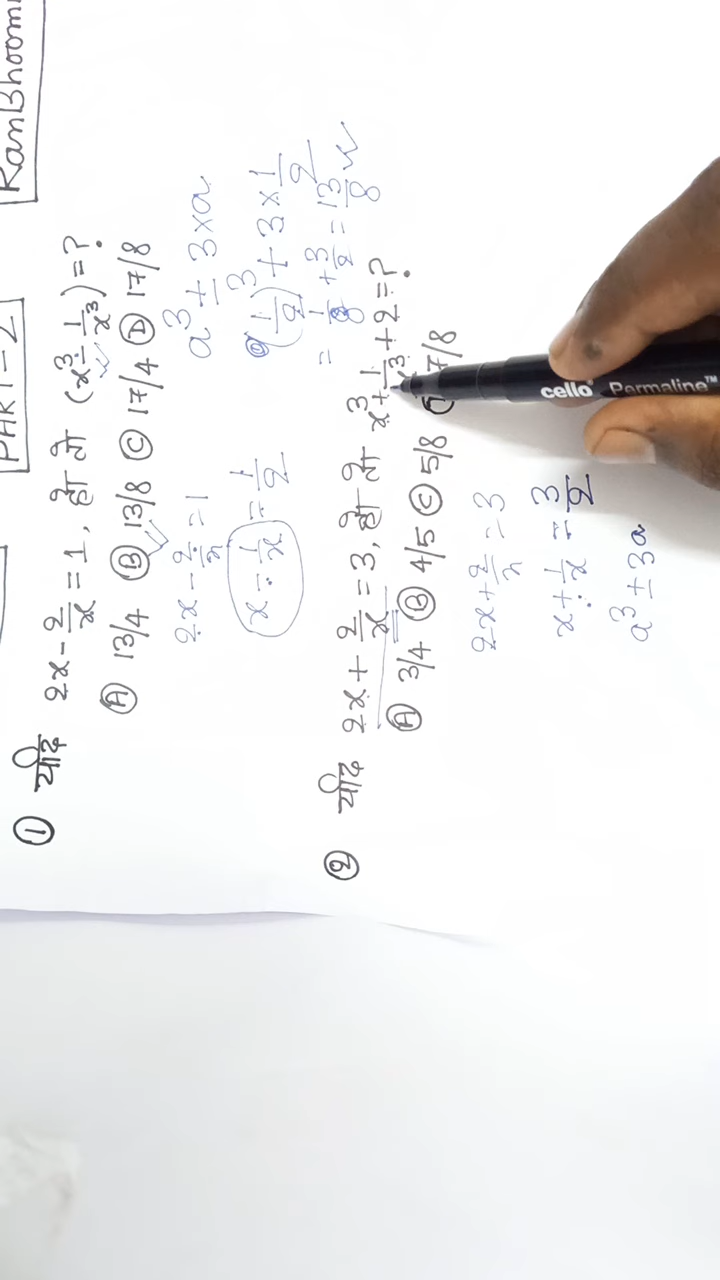 PART-2
RanBhoomi
① यदि 2x - 2/x = 1, हो तो (x³ - 1/x³) = ?
Ⓐ 13/4 Ⓑ 13/8 Ⓒ 17/4 Ⓓ 17/8
2x - 2/x = 1
x - 1/x = 1/2
a³ ± 3×a
(1/2)³ + 3 × 1/2
= 1/8 + 3/2 = 13/8
② यदि 2x + 2/x = 3, हो तो x³ + 1/x³ + 2 = ?
Ⓐ 3/4 Ⓑ 4/5 Ⓒ 5/8 7/8
2x + 2/x = 3
x + 1/x = 3/2
a³ ± 3a
cello Permaline™